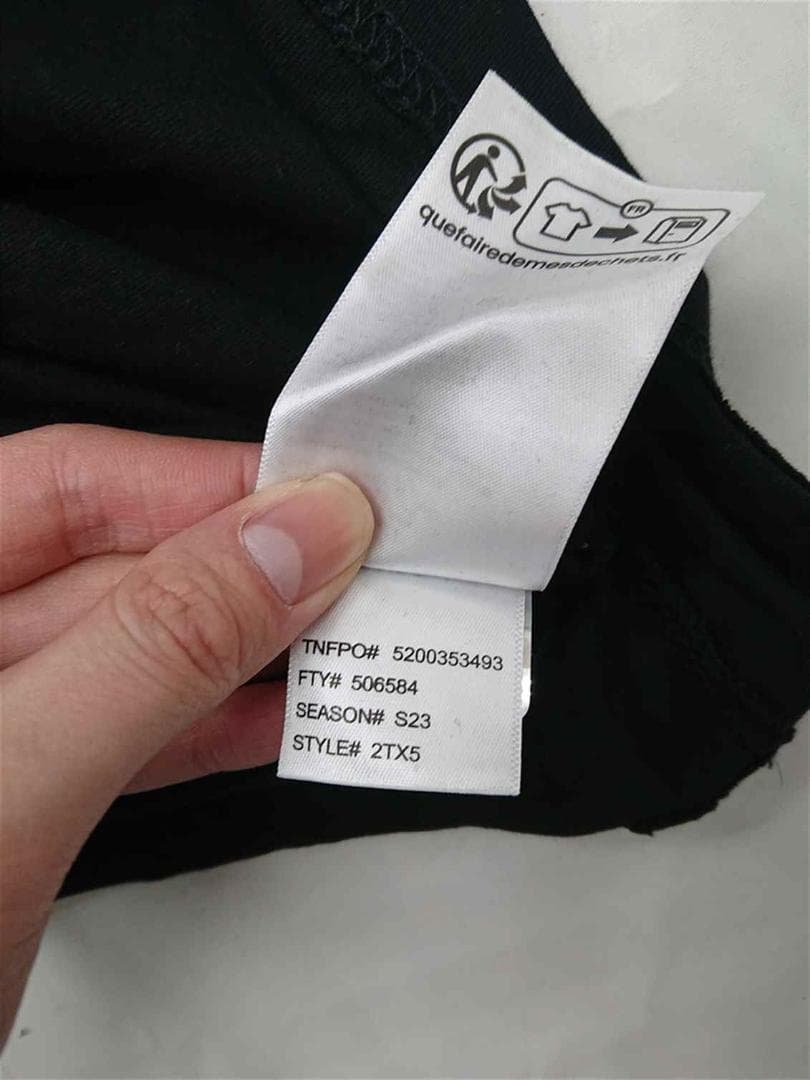 FR
quefairedemesdechets.fr
TNFPO# 5200353493
FTY# 506584
SEASON# S23
STYLE# 2TX5